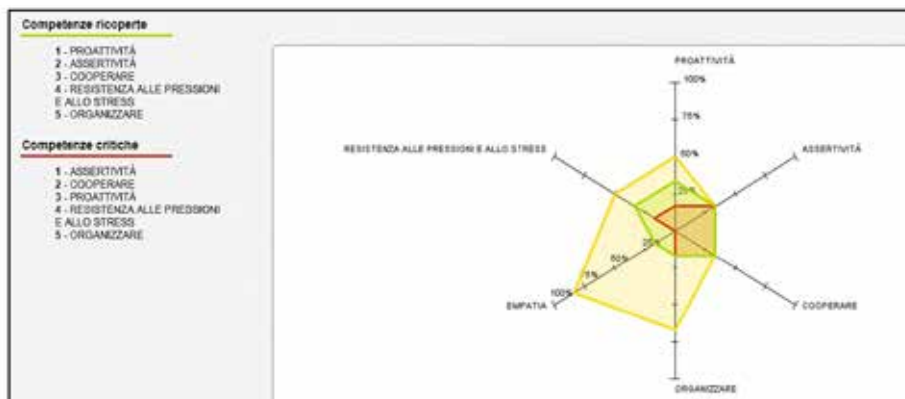 Competenze ricoperte
1 - PROATTIVITÀ
2 - ASSERTIVITÀ
3 - COOPERARE
4 - RESISTENZA ALLE PRESSIONI
E ALLO STRESS
5 - ORGANIZZARE
Competenze critiche
1 - ASSERTIVITÀ
2 - COOPERARE
3 - PROATTIVITÀ
4 - RESISTENZA ALLE PRESSIONI
E ALLO STRESS
5 - ORGANIZZARE
PROATTIVITÀ
100%
75%
50%
25%
RESISTENZA ALLE PRESSIONI E ALLO STRESS
ASSERTIVITÀ
25%
50%
75%
100%
EMPATIA
COOPERARE
ORGANIZZARE